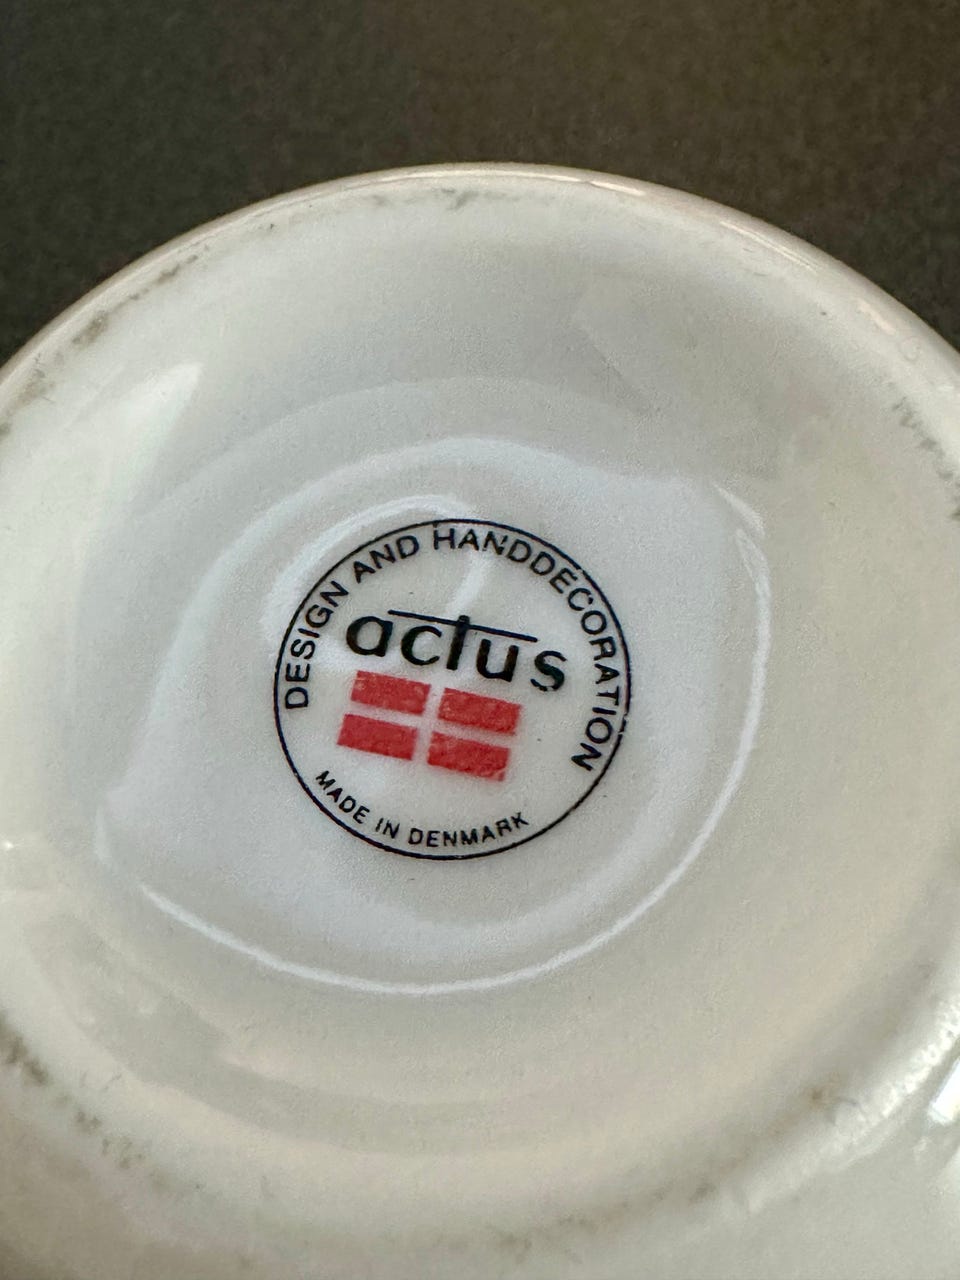 DESIGN AND HANDDECORATION
actus
MADE IN DENMARK